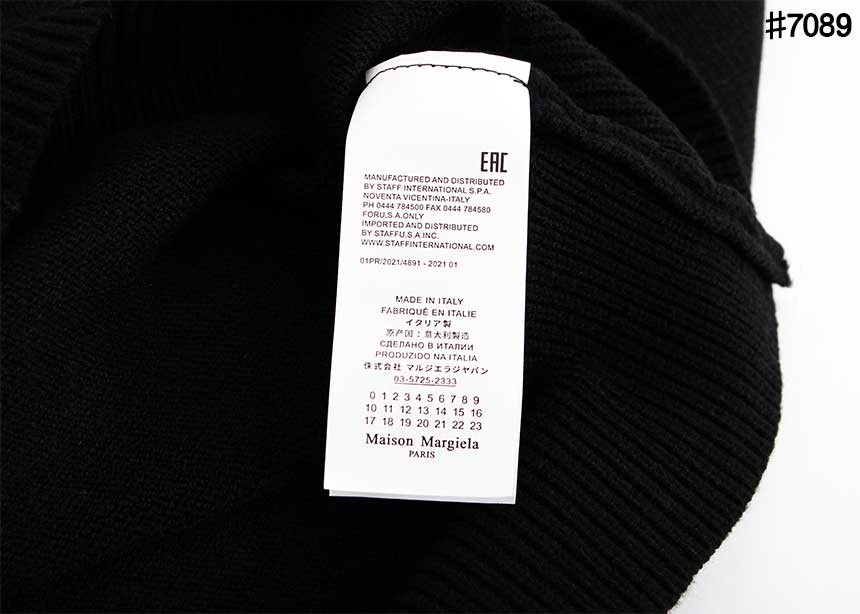 #7089
EAC
MANUFACTURED AND DISTRIBUTED
BY STAFF INTERNATIONAL S.P.A.
NOVENTA VICENTINA-ITALY
PH 0444 784500 FAX 0444 784580
FORU,S.A.ONLY
IMPORTED AND DISTRIBUTED
BY STAFFU.S.A.INC.
WWW.STAFFINTERNATIONAL.COM
01PR/2021/4891 - 2021 01
MADE IN ITALY
FABRIQUÉ EN ITALIE
イタリア製
原产国：意大利製造
СДЕЛАНО В ИТАЛИИ
PRODUZIDO NA ITALIA
株式会社 マルジエラジャパン
03-5725-2333
0 1 2 3 4 5 6 7 8 9
10 11 12 13 14 15 16
17 18 19 20 21 22 23
Maison Margiela
PARIS